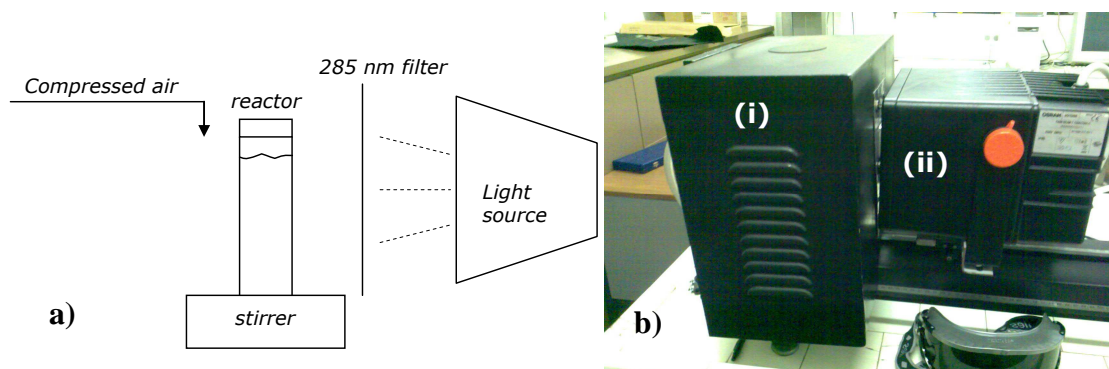 285 nm filter
Compressed air
reactor
Light
source
stirrer
a)
(i)
(ii)
OSRAM
b)